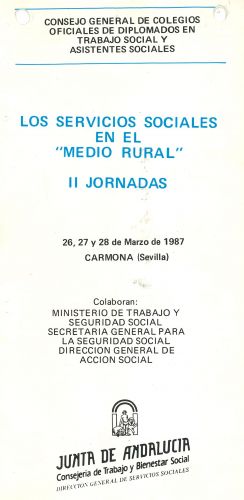 CONSEJO GENERAL DE COLEGIOS
OFICIALES DE DIPLOMADOS EN
TRABAJO SOCIAL Y
ASISTENTES SOCIALES
LOS SERVICIOS SOCIALES
EN EL
"MEDIO RURAL"
II JORNADAS
26, 27 y 28 de Marzo de 1987
CARMONA (Sevilla)
Colaboran:
MINISTERIO DE TRABAJO Y
SEGURIDAD SOCIAL
SECRETARIA GENERAL PARA
LA SEGURIDAD SOCIAL
DIRECCION GENERAL DE
ACCION SOCIAL
JUNTA DE ANDALUCIA
Consejería de Trabajo y Bienestar Social
DIRECCION GENERAL DE SERVICIOS SOCIALES